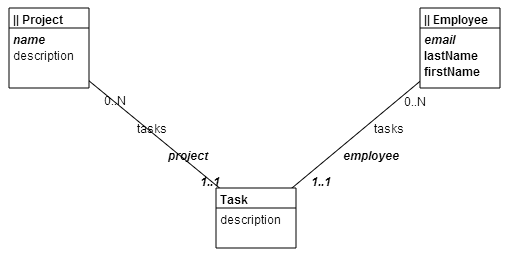 || Project
name
description
|| Employee
email
lastName
firstName
0..N
0..N
tasks
tasks
project
employee
1..1
1..1
Task
description